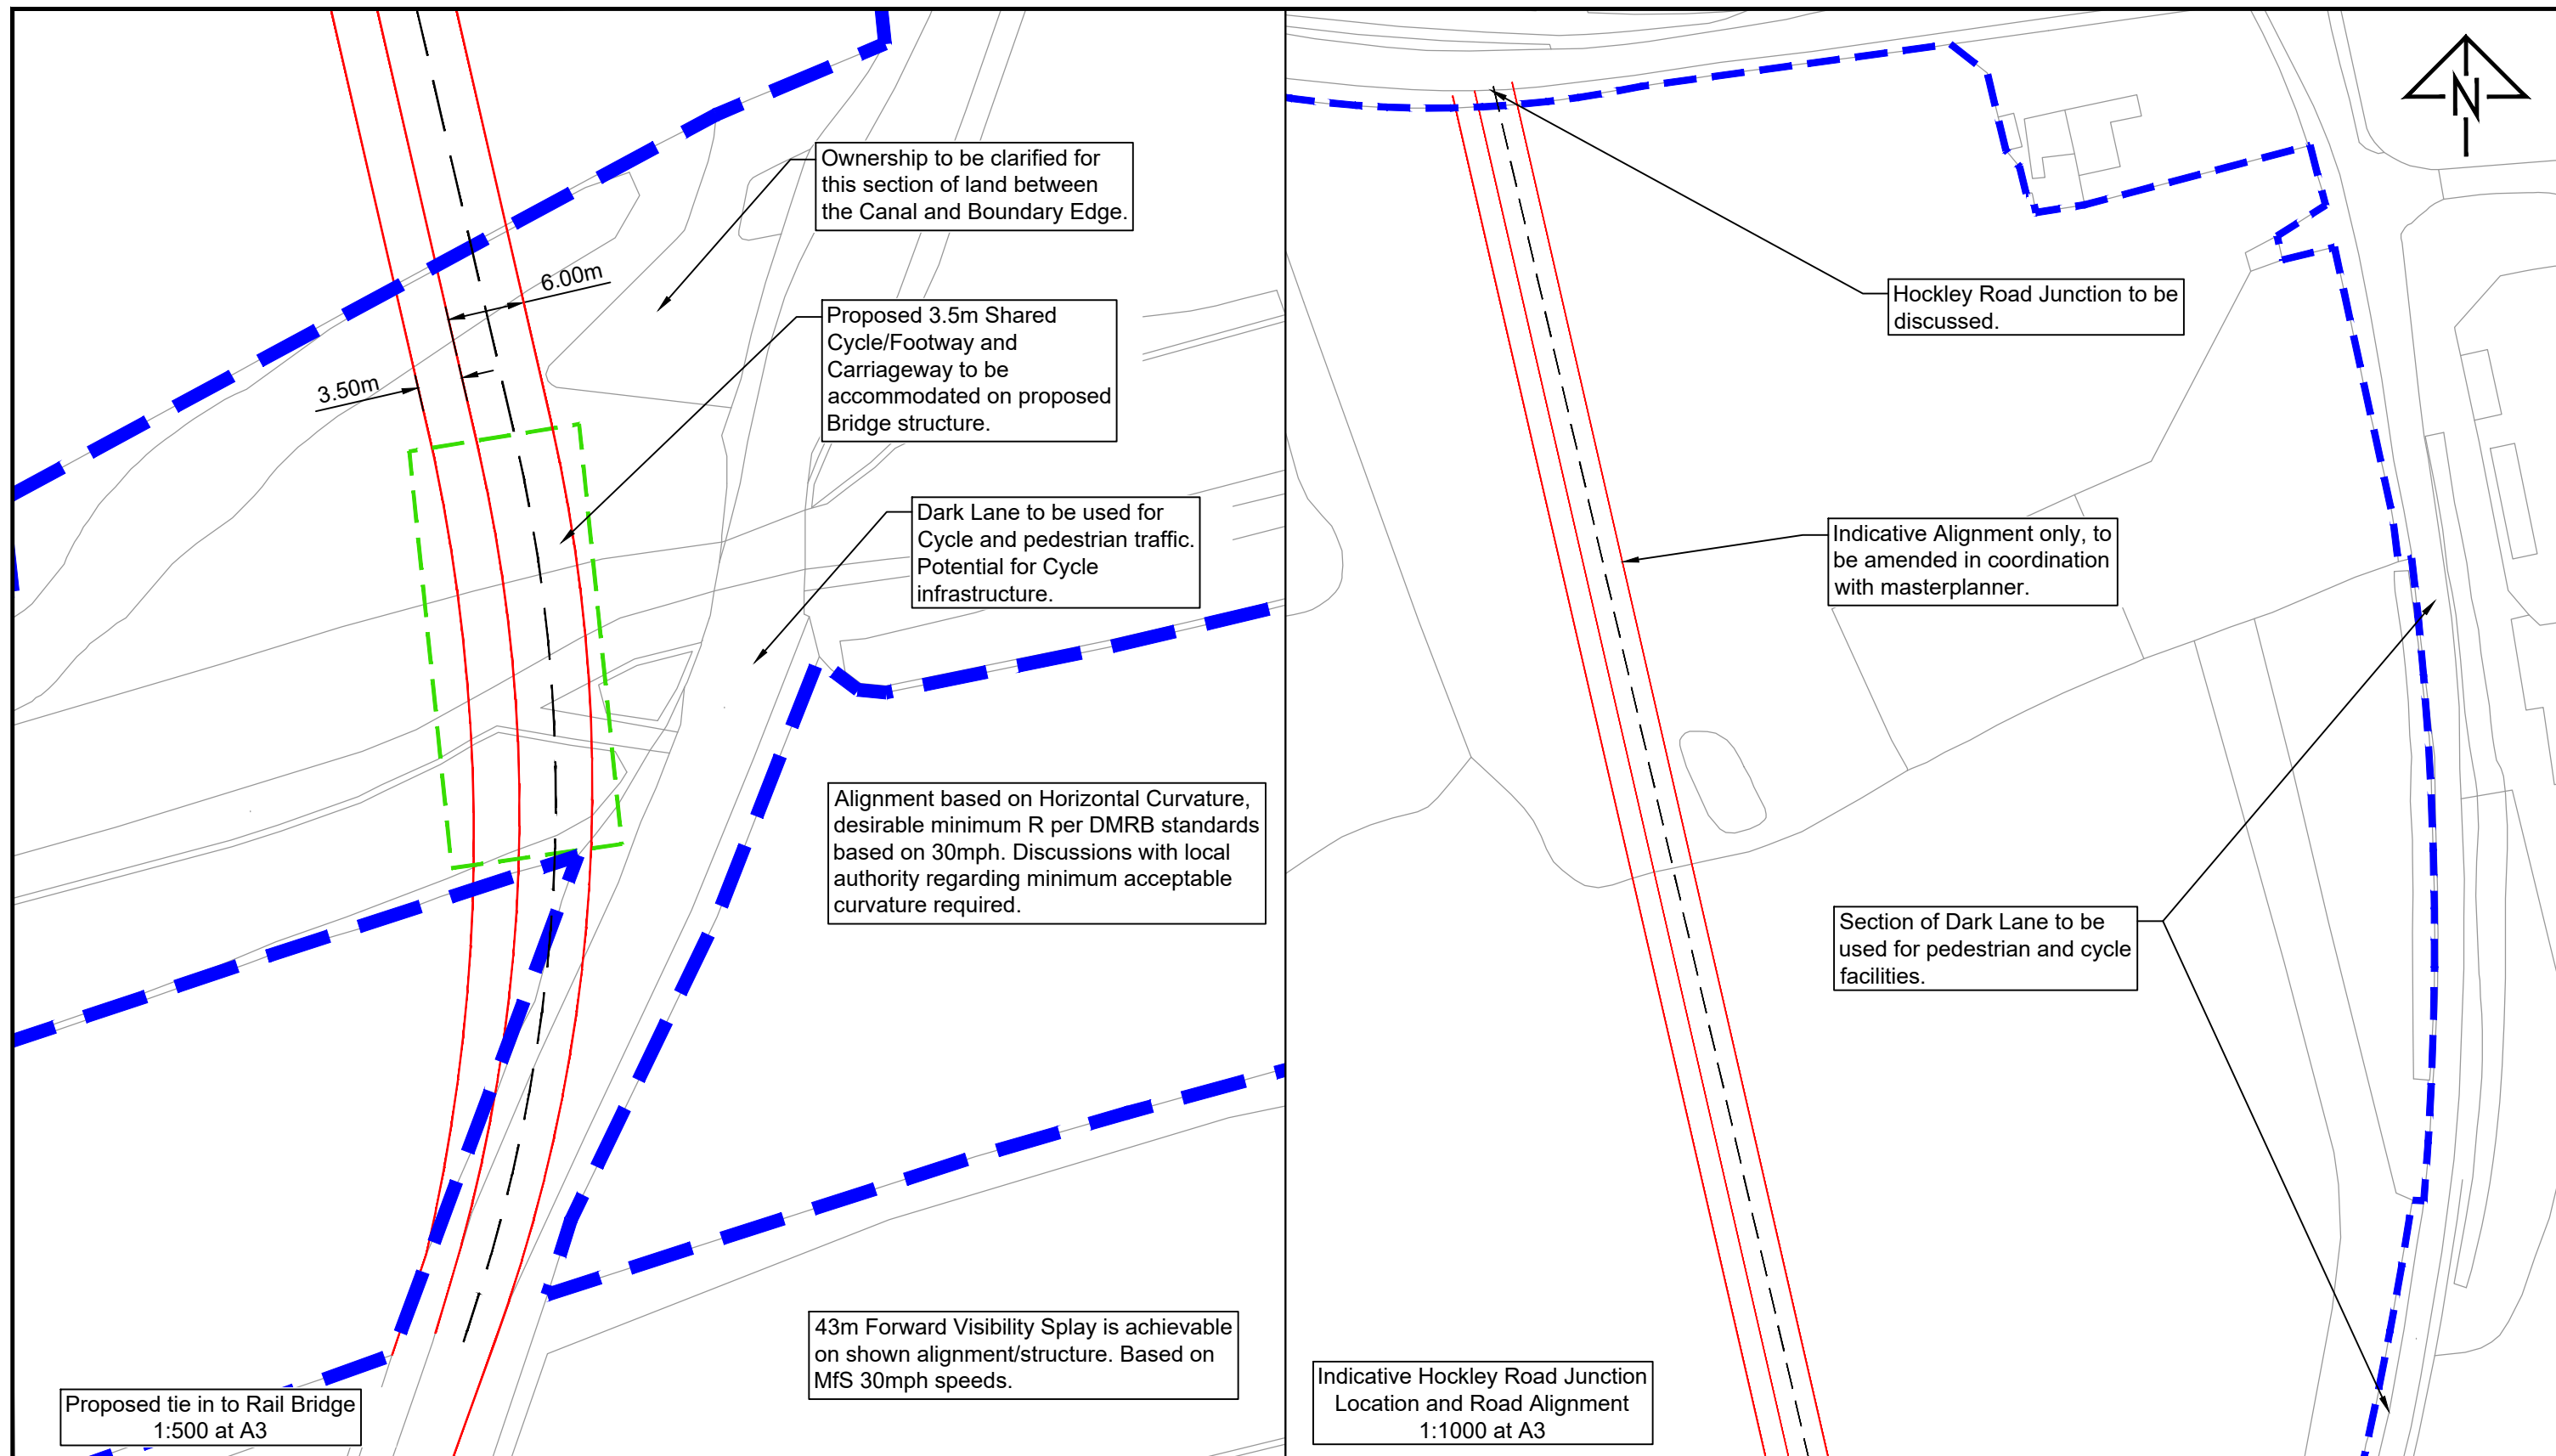 Ownership to be clarified for
this section of land between
the Canal and Boundary Edge.
6.00m
Proposed 3.5m Shared
Cycle/Footway and
Carriageway to be
accommodated on proposed
Bridge structure.
3.50m
Dark Lane to be used for
Cycle and pedestrian traffic.
Potential for Cycle
infrastructure.
Alignment based on Horizontal Curvature,
desirable minimum R per DMRB standards
based on 30mph. Discussions with local
authority regarding minimum acceptable
curvature required.
43m Forward Visibility Splay is achievable
on shown alignment/structure. Based on
MfS 30mph speeds.
Proposed tie in to Rail Bridge
1:500 at A3
N
Hockley Road Junction to be
discussed.
Indicative Alignment only, to
be amended in coordination
with masterplanner.
Section of Dark Lane to be
used for pedestrian and cycle
facilities.
Indicative Hockley Road Junction
Location and Road Alignment
1:1000 at A3